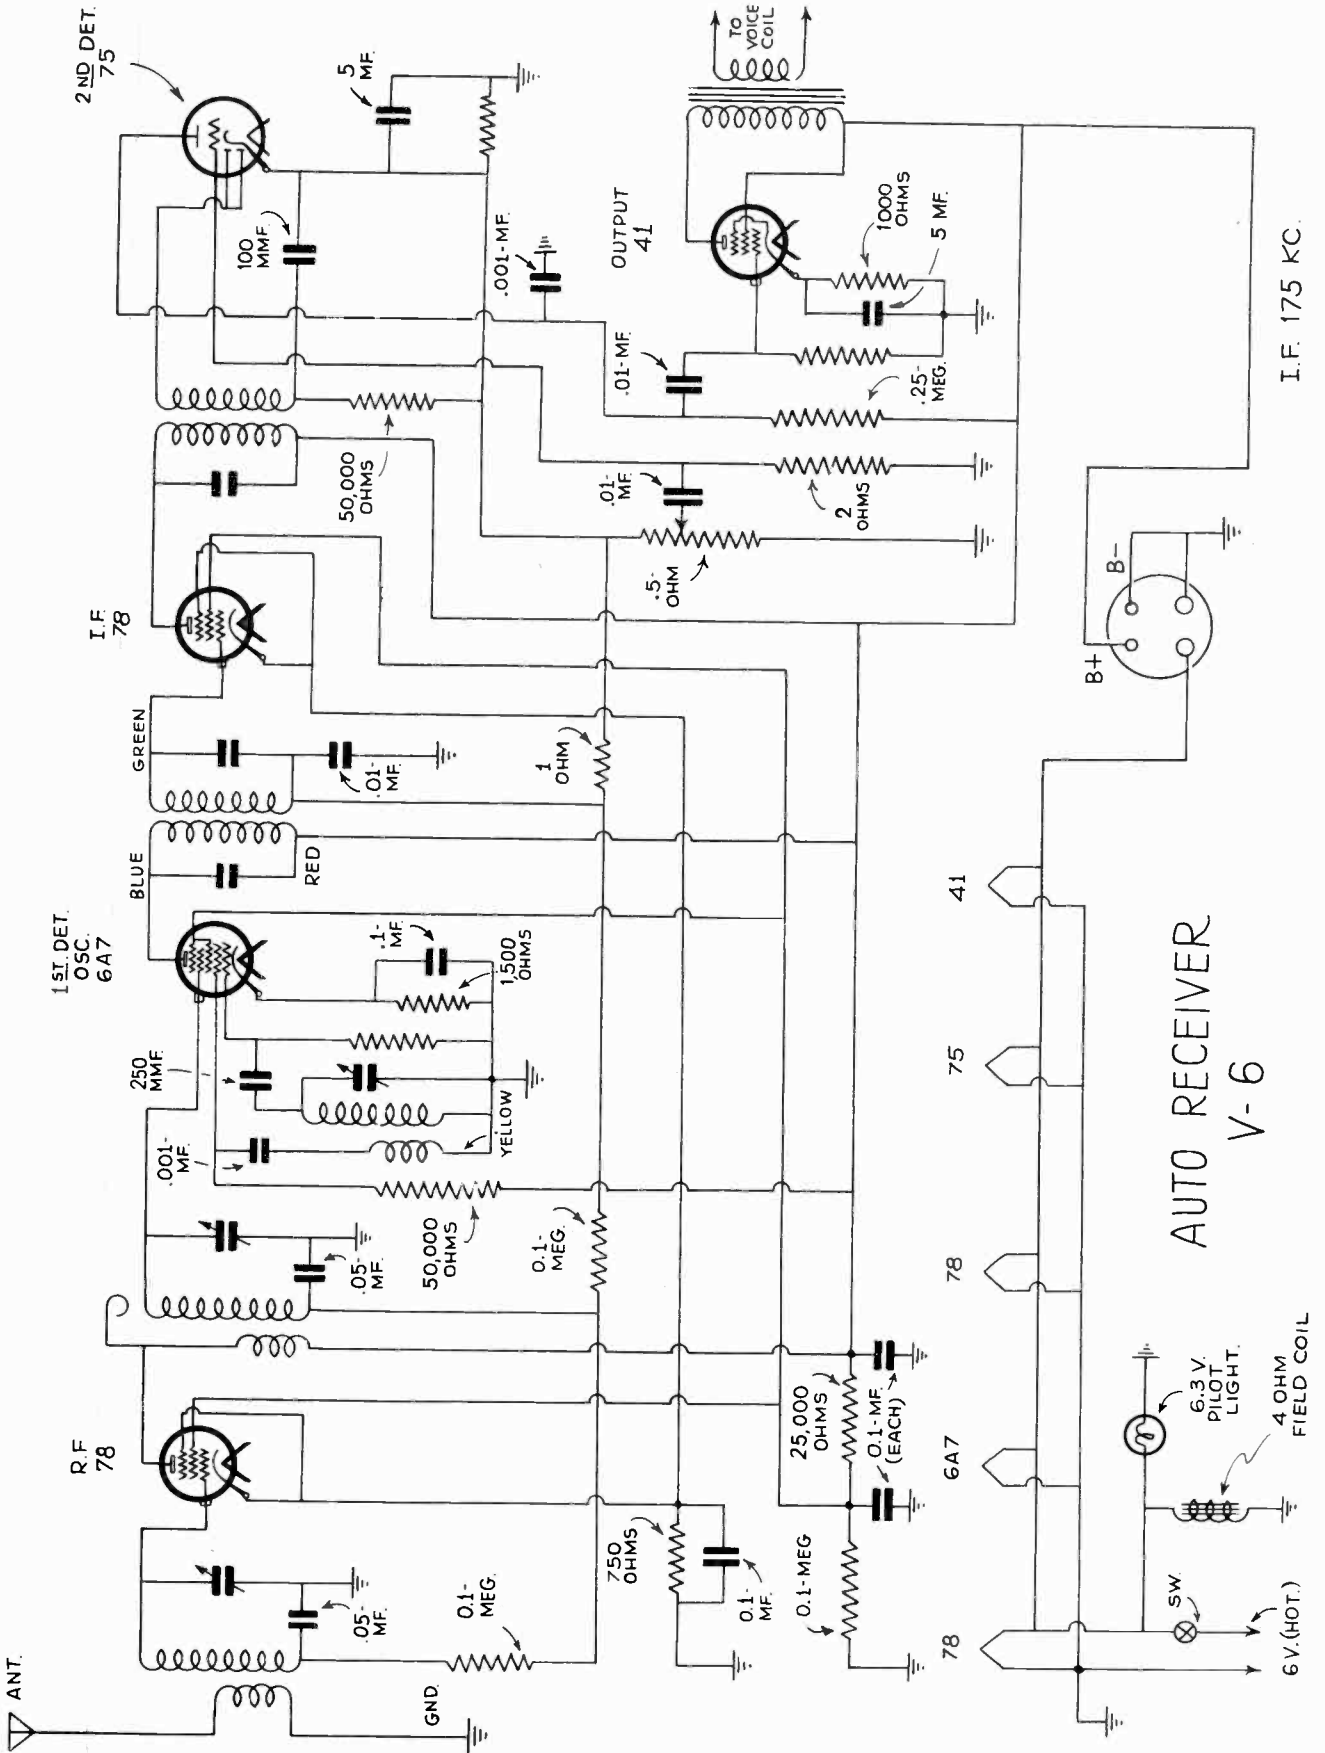 ANT.
GND.
R.F
78
1ST. DET.
OSC.
6A7
I.F.
78
2ND DET.
75
BLUE
RED
GREEN
.05-
MF.
0.1-
MEG.
.05-
MF.
.001-
MF.
250
MMF.
50,000
OHMS
YELLOW
.1-
MF.
1,500
OHMS
.01-
MF.
50,000
OHMS
100
MMF.
5
MF.
0.1-
MEG.
1
OHM
.001-MF.
750
OHMS
0.1-
MF.
25,000
OHMS
0.1-MF.
(EACH)
0.1-MEG
.5-
OHM
.01-
MF.
2
OHMS
.01-MF.
.25-
MEG.
OUTPUT
41
1000
OHMS
5 MF.
TO
VOICE
COIL
78
6A7
78
75
41
B+
B-
SW.
6 V. (HOT.)
6.3 V.
PILOT
LIGHT.
4 OHM
FIELD COIL
AUTO RECEIVER
V-6
I.F. 175 KC.